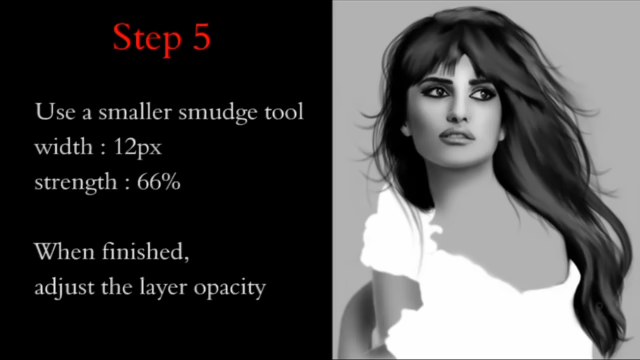 Step 5
Use a smaller smudge tool
width : 12px
strength : 66%
When finished,
adjust the layer opacity